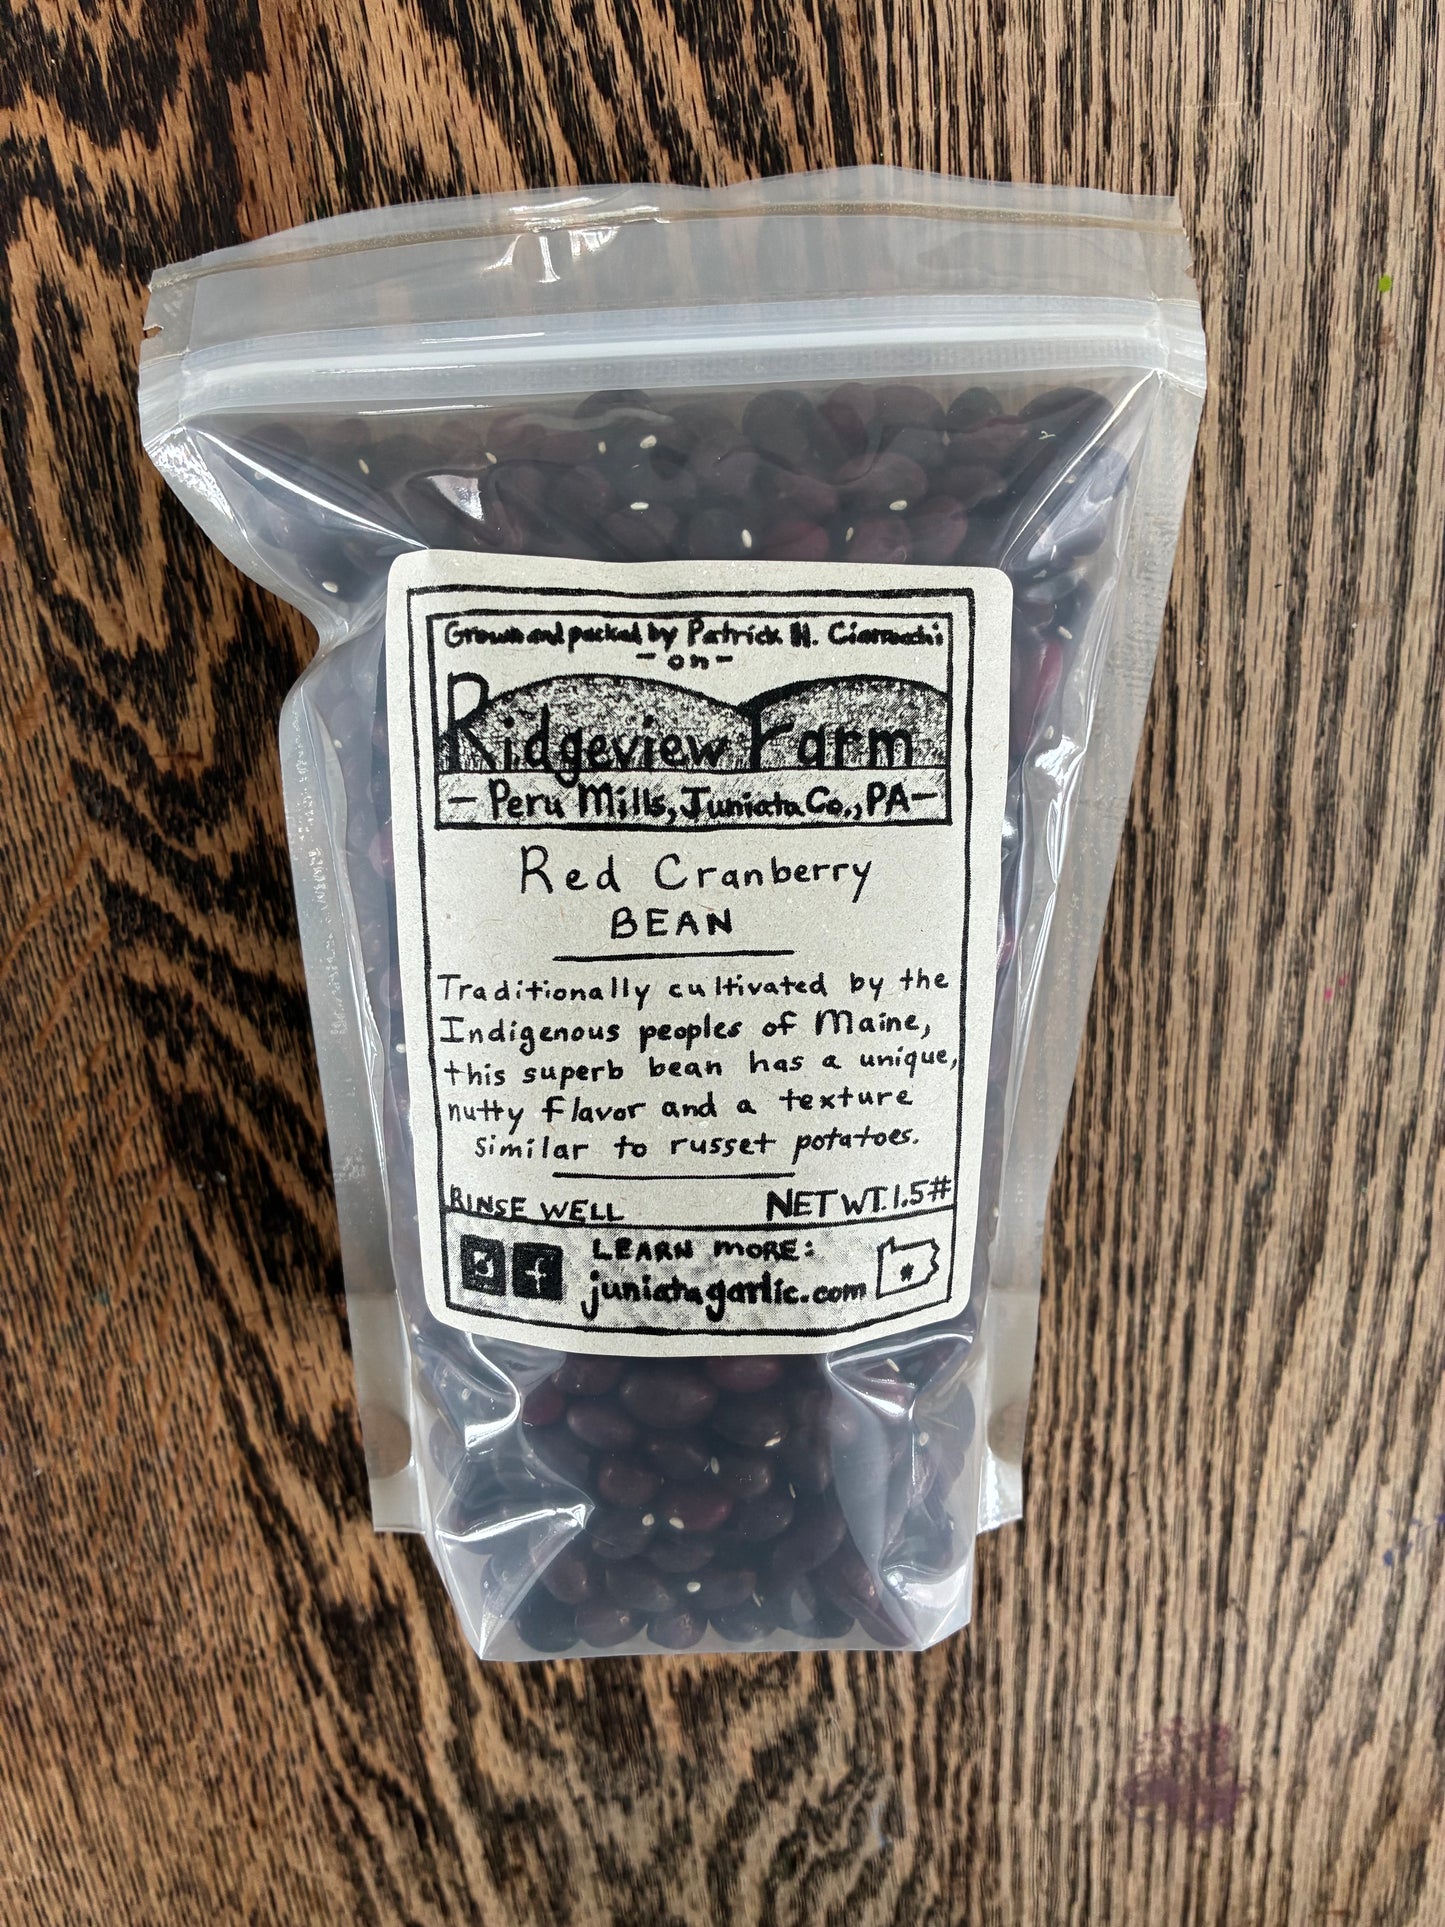 Grown and packed by Patrick H. Ciarrocchi
- on -
Ridgeview Farm
- Peru Mills, Juniata Co., PA -
Red Cranberry
BEAN
Traditionally cultivated by the
Indigenous peoples of Maine,
this superb bean has a unique,
nutty flavor and a texture
similar to russet potatoes.
RINSE WELL NET WT. 1.5#
f LEARN MORE:
juniatagarlic.com